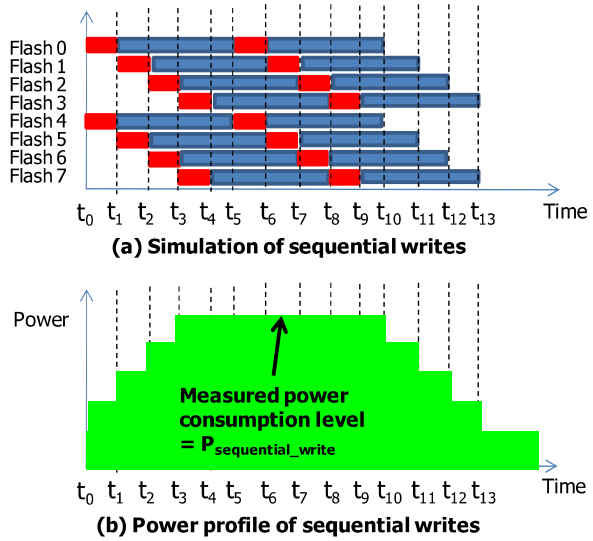 Flash 0
Flash 1
Flash 2
Flash 3
Flash 4
Flash 5
Flash 6
Flash 7
t0 t1 t2 t3 t4 t5 t6 t7 t8 t9 t10 t11 t12 t13 Time
(a) Simulation of sequential writes
Power
Measured power
consumption level
= Psequential_write
t0 t1 t2 t3 t4 t5 t6 t7 t8 t9 t10 t11 t12 t13 Time
(b) Power profile of sequential writes